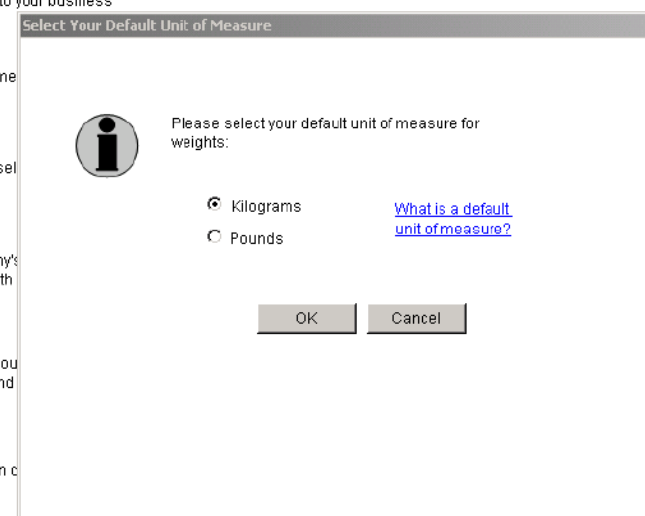 to your business
Select Your Default Unit of Measure
Please select your default unit of measure for
weights:
Kilograms
Pounds
What is a default
unit of measure?
OK
Cancel